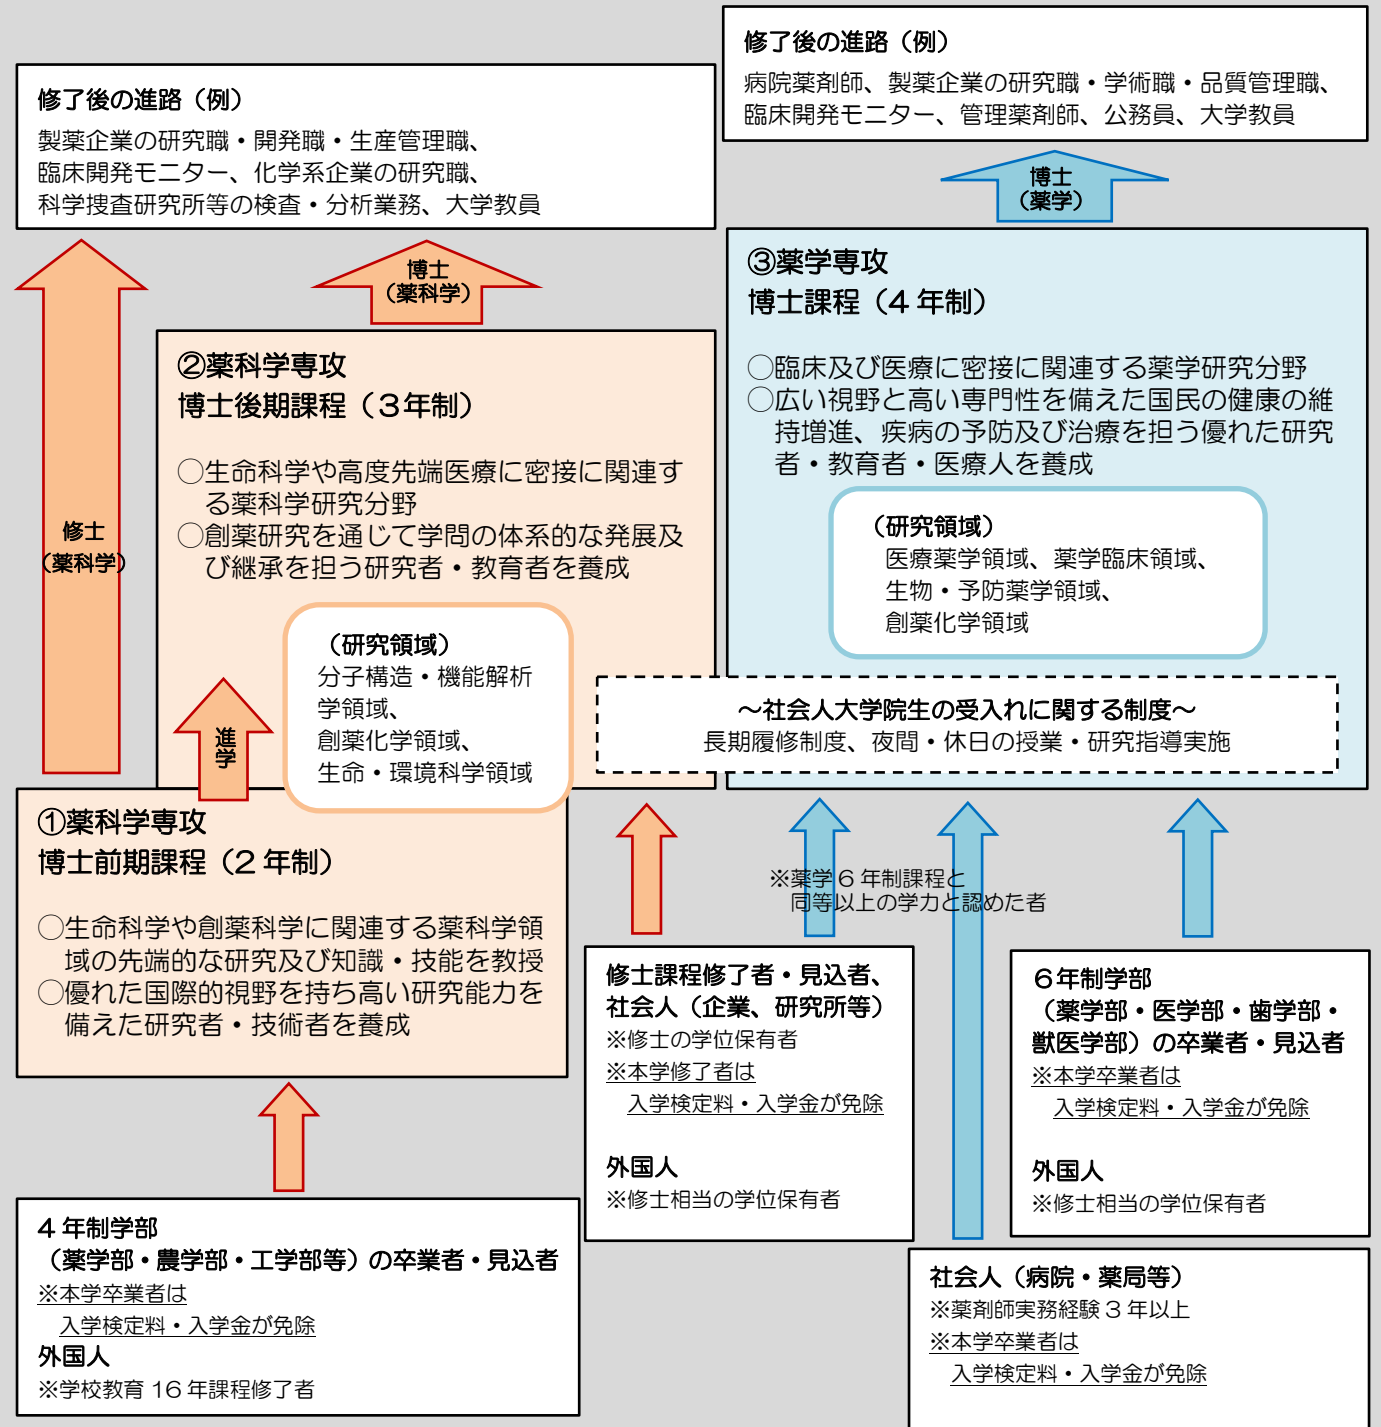 修了後の進路（例）
病院薬剤師、製薬企業の研究職・学術職・品質管理職、
臨床開発モニター、管理薬剤師、公務員、大学教員
修了後の進路（例）
製薬企業の研究職・開発職・生産管理職、
臨床開発モニター、化学系企業の研究職、
科学捜査研究所等の検査・分析業務、大学教員
博士
（薬学）
博士
（薬科学）
③薬学専攻
博士課程（4 年制）
○臨床及び医療に密接に関連する薬学研究分野
○広い視野と高い専門性を備えた国民の健康の維
持増進、疾病の予防及び治療を担う優れた研究
者・教育者・医療人を養成
（研究領域）
医療薬学領域、薬学臨床領域、
生物・予防薬学領域、
創薬化学領域
②薬科学専攻
博士後期課程（３年制）
○生命科学や高度先端医療に密接に関連す
る薬科学研究分野
○創薬研究を通じて学問の体系的な発展及
び継承を担う研究者・教育者を養成
修士
（薬科学）
（研究領域）
分子構造・機能解析
学領域、
創薬化学領域、
生命・環境科学領域
進学
～社会人大学院生の受入れに関する制度～
長期履修制度、夜間・休日の授業・研究指導実施
①薬科学専攻
博士前期課程（2 年制）
○生命科学や創薬科学に関連する薬科学領
域の先端的な研究及び知識・技能を教授
○優れた国際的視野を持ち高い研究能力を
備えた研究者・技術者を養成
※薬学 6 年制課程と
同等以上の学力と認めた者
修士課程修了者・見込者、
社会人（企業、研究所等）
※修士の学位保有者
※本学修了者は
入学検定料・入学金が免除
外国人
※修士相当の学位保有者
６年制学部
（薬学部・医学部・歯学部・
獣医学部）の卒業者・見込者
※本学卒業者は
入学検定料・入学金が免除
外国人
※修士相当の学位保有者
4 年制学部
（薬学部・農学部・工学部等）の卒業者・見込者
※本学卒業者は
入学検定料・入学金が免除
外国人
※学校教育 16 年課程修了者
社会人（病院・薬局等）
※薬剤師実務経験 3 年以上
※本学卒業者は
入学検定料・入学金が免除